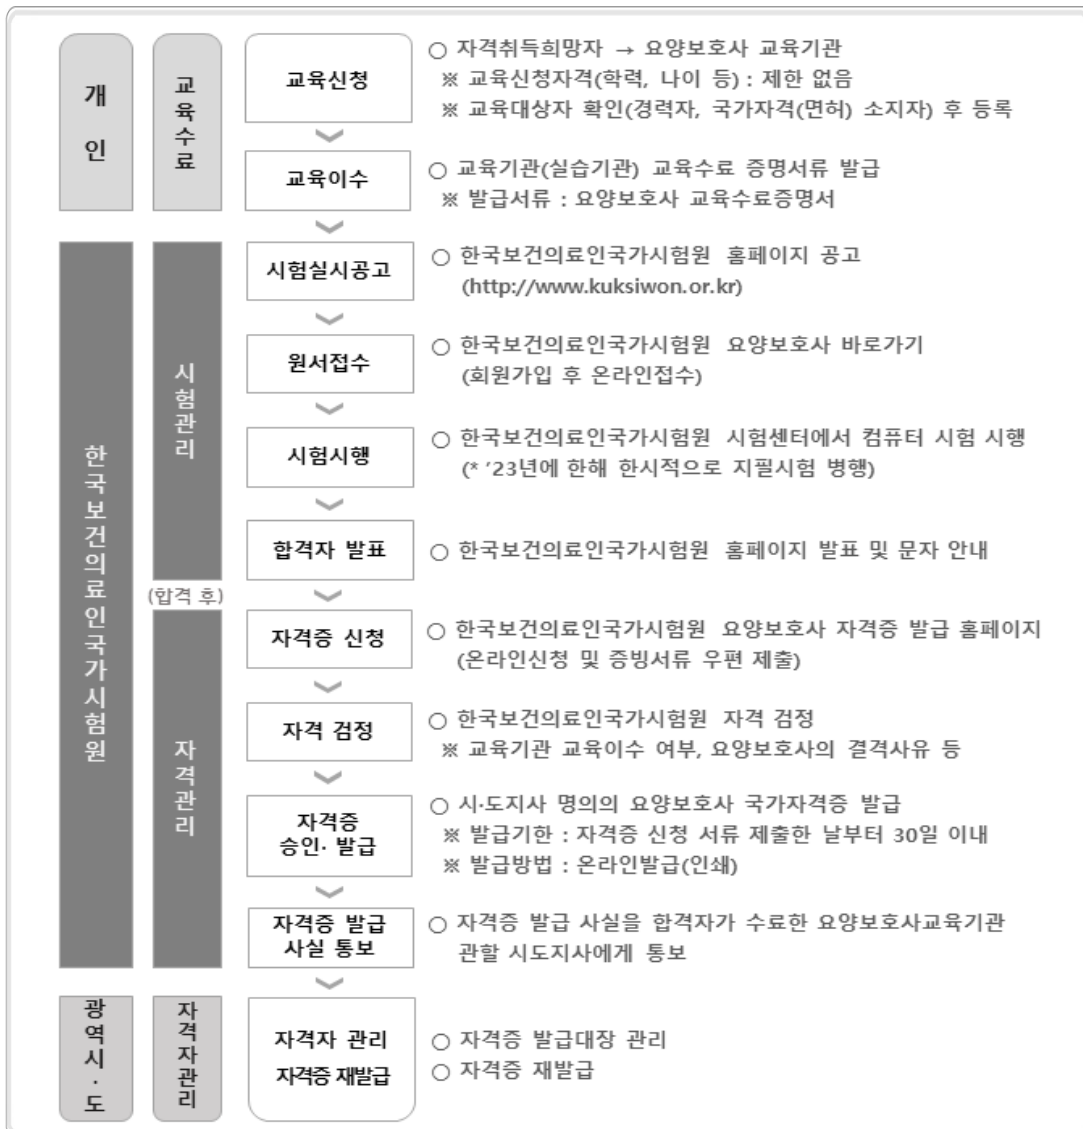 개인
교육수료
교육신청
○ 자격취득희망자 → 요양보호사 교육기관
※ 교육신청자격(학력, 나이 등) : 제한 없음
※ 교육대상자 확인(경력자, 국가자격(면허) 소지자) 후 등록
교육이수
○ 교육기관(실습기관) 교육수료 증명서류 발급
※ 발급서류 : 요양보호사 교육수료증명서
한국보건의료인국가시험원
시험관리
시험실시공고
○ 한국보건의료인국가시험원 홈페이지 공고
(http://www.kuksiwon.or.kr)
원서접수
○ 한국보건의료인국가시험원 요양보호사 바로가기
(회원가입 후 온라인접수)
시험시행
○ 한국보건의료인국가시험원 시험센터에서 컴퓨터 시험 시행
(* ’23년에 한해 한시적으로 지필시험 병행)
합격자 발표
○ 한국보건의료인국가시험원 홈페이지 발표 및 문자 안내
(합격 후)
자격관리
자격증 신청
○ 한국보건의료인국가시험원 요양보호사 자격증 발급 홈페이지
(온라인신청 및 증빙서류 우편 제출)
자격 검정
○ 한국보건의료인국가시험원 자격 검정
※ 교육기관 교육이수 여부, 요양보호사의 결격사유 등
자격증
승인· 발급
○ 시·도지사 명의의 요양보호사 국가자격증 발급
※ 발급기한 : 자격증 신청 서류 제출한 날부터 30일 이내
※ 발급방법 : 온라인발급(인쇄)
자격증 발급
사실 통보
○ 자격증 발급 사실을 합격자가 수료한 요양보호사교육기관
관할 시도지사에게 통보
광역시·도
자격자관리
자격자 관리
자격증 재발급
○ 자격증 발급대장 관리
○ 자격증 재발급